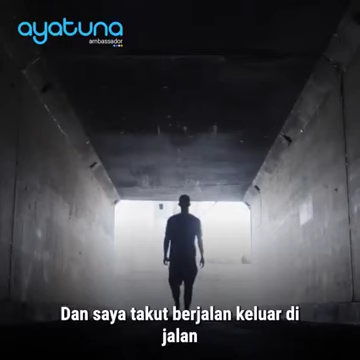 ayatuna
ambassador
Dan saya takut berjalan keluar di
jalan